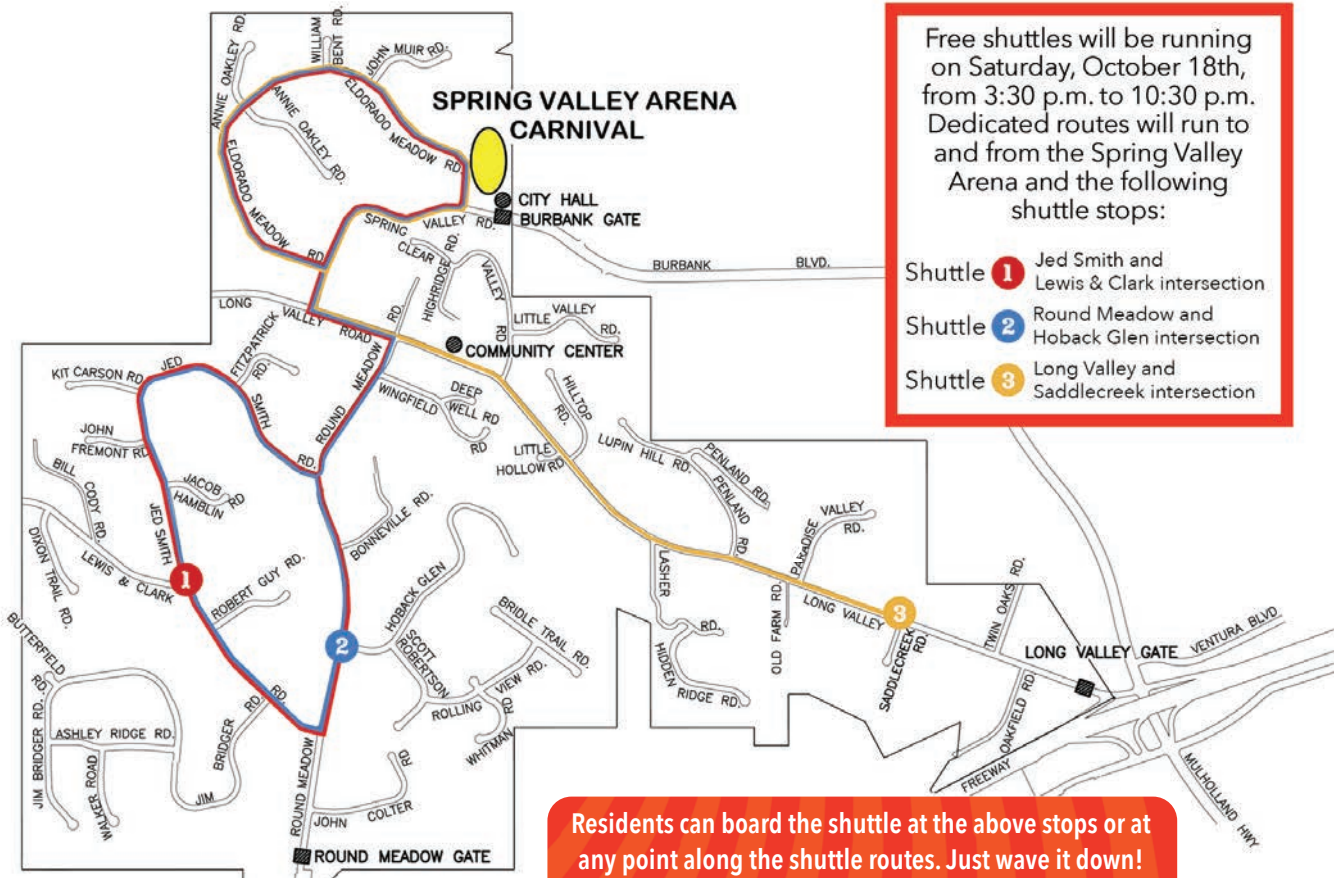 SPRING VALLEY ARENA
CARNIVAL
Free shuttles will be running
on Saturday, October 18th,
from 3:30 p.m. to 10:30 p.m.
Dedicated routes will run to
and from the Spring Valley
Arena and the following
shuttle stops:
Shuttle 1 Jed Smith and
Lewis & Clark intersection
Shuttle 2 Round Meadow and
Hoback Glen intersection
Shuttle 3 Long Valley and
Saddlecreek intersection
ANNIE OAKLEY RD.
WILLIAM
BENT RD.
JOHN MUIR RD.
ANNIE OAKLEY RD.
ELDORADO MEADOW RD.
ELDORADO MEADOW RD.
CITY HALL
BURBANK GATE
SPRING VALLEY RD.
BURBANK BLVD.
CLEAR VALLEY RD.
HIGHRIDGE RD.
LITTLE VALLEY
RD.
LONG VALLEY ROAD
COMMUNITY CENTER
KIT CARSON RD.
JED SMITH RD.
FITZPATRICK
RD.
ROUND MEADOW RD.
WINGFIELD RD
DEEP
WELL RD
HILLTOP
RD.
LITTLE
HOLLOW RD
LUPIN HILL RD.
PENLAND RD.
PENLAND RD.
JOHN
FREMONT RD.
BILL
CODY RD.
JACOB
HAMBLIN RD
JED SMITH RD.
DIXON TRAIL RD.
LEWIS & CLARK
1
ROBERT GUY RD.
BONNEVILLE RD.
HOBACK GLEN
2
SCOTT
ROBERTSON
BRIDLE TRAIL RD.
ROLLING VIEW RD.
WHITMAN RD
LASHER
RD.
HIDDEN RIDGE RD.
OLD FARM RD.
PARADISE VALLEY
RD.
LONG VALLEY
3
SADDLECREEK
RD.
TWIN OAKS RD.
LONG VALLEY GATE
VENTURA BLVD
OAKFIELD RD.
FREEWAY
MULHOLLAND HWY
BUTTERFIELD
RD.
JIM BRIDGER RD.
ASHLEY RIDGE RD.
WALKER ROAD
JIM BRIDGER RD.
ROUND MEADOW
JOHN COLTER RD
ROUND MEADOW GATE
Residents can board the shuttle at the above stops or at
any point along the shuttle routes. Just wave it down!